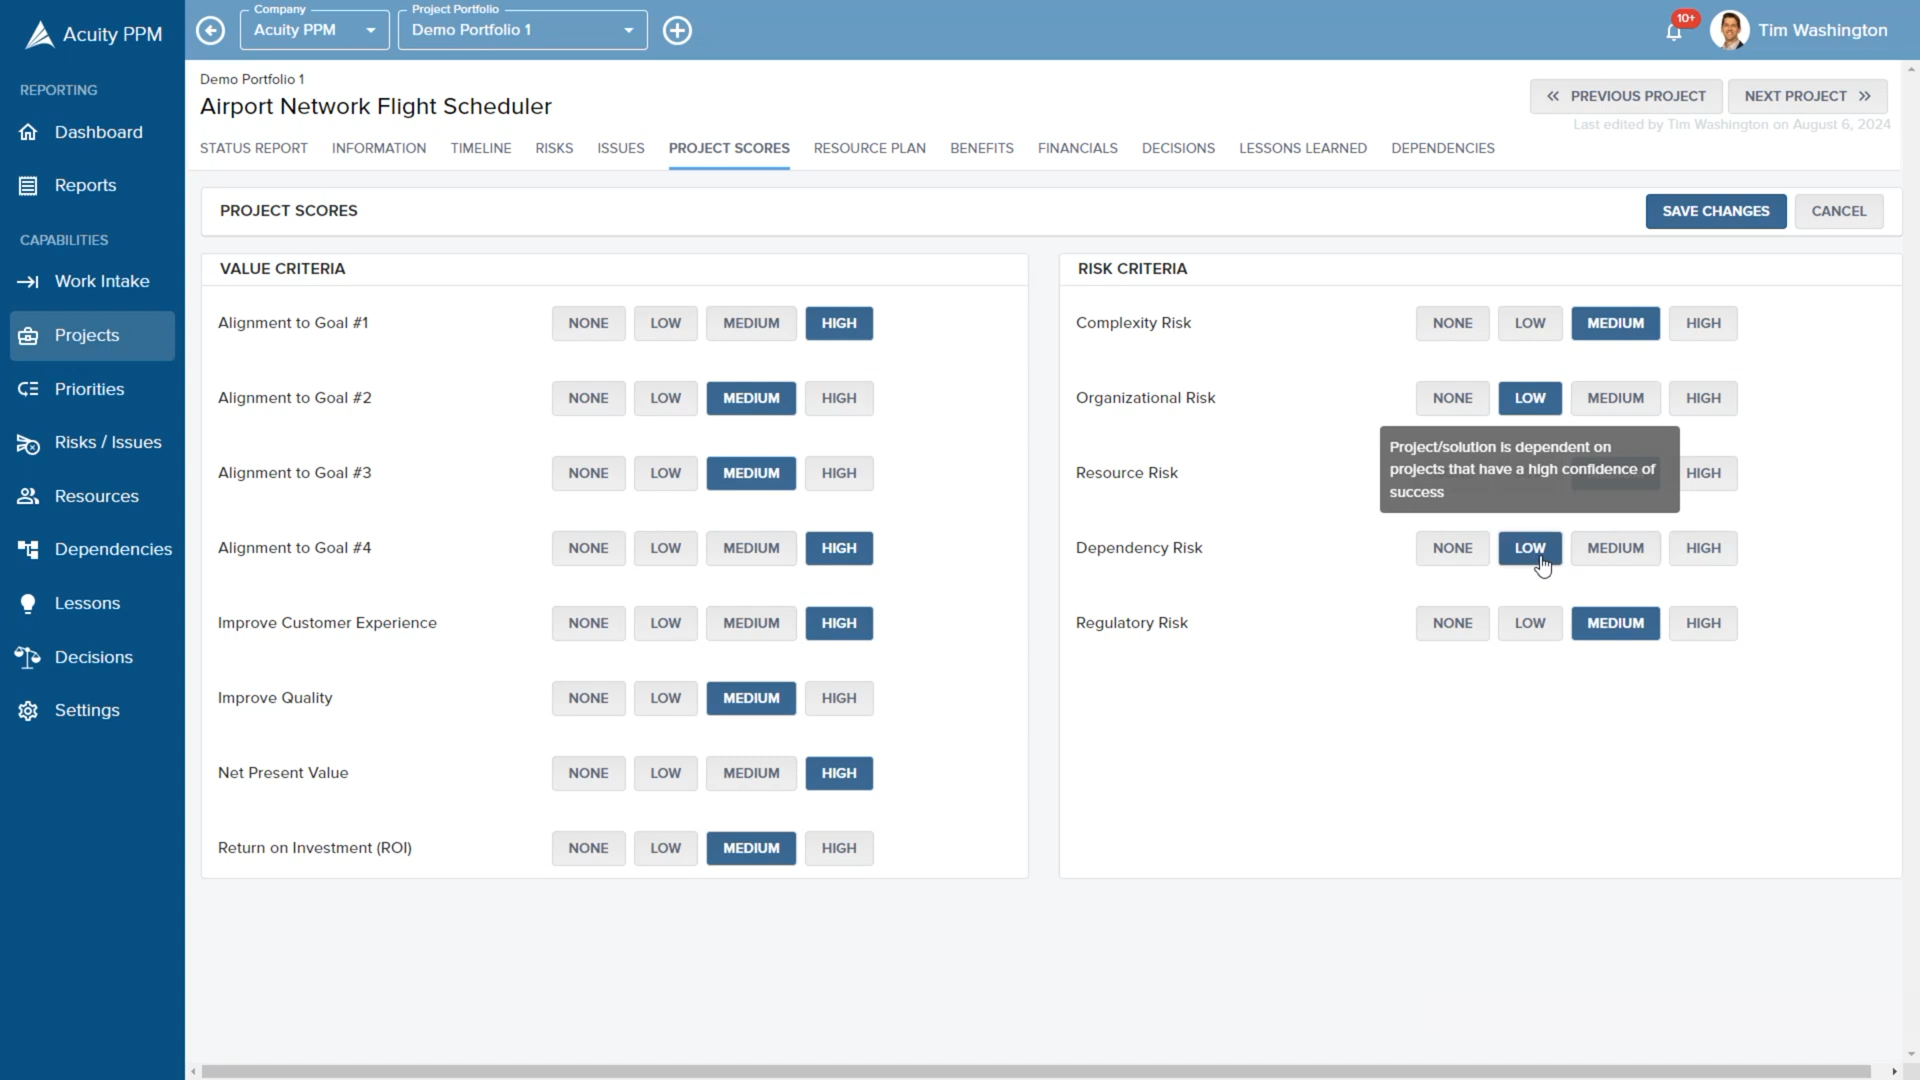 Acuity PPM
Company
Acuity PPM
Project Portfolio
Demo Portfolio 1
10+
Tim Washington
REPORTING
Dashboard
Reports
CAPABILITIES
Work Intake
Projects
Priorities
Risks / Issues
Resources
Dependencies
Lessons
Decisions
Settings
Demo Portfolio 1
Airport Network Flight Scheduler
PREVIOUS PROJECT
NEXT PROJECT
Last edited by Tim Washington on August 6, 2024
STATUS REPORT INFORMATION TIMELINE RISKS ISSUES PROJECT SCORES RESOURCE PLAN BENEFITS FINANCIALS DECISIONS LESSONS LEARNED DEPENDENCIES
PROJECT SCORES
SAVE CHANGES
CANCEL
VALUE CRITERIA
Alignment to Goal #1 NONE LOW MEDIUM HIGH
Alignment to Goal #2 NONE LOW MEDIUM HIGH
Alignment to Goal #3 NONE LOW MEDIUM HIGH
Alignment to Goal #4 NONE LOW MEDIUM HIGH
Improve Customer Experience NONE LOW MEDIUM HIGH
Improve Quality NONE LOW MEDIUM HIGH
Net Present Value NONE LOW MEDIUM HIGH
Return on Investment (ROI) NONE LOW MEDIUM HIGH
RISK CRITERIA
Complexity Risk NONE LOW MEDIUM HIGH
Organizational Risk NONE LOW MEDIUM HIGH
Project/solution is dependent on
projects that have a high confidence of
success
Resource Risk HIGH
Dependency Risk NONE LOW MEDIUM HIGH
Regulatory Risk NONE LOW MEDIUM HIGH